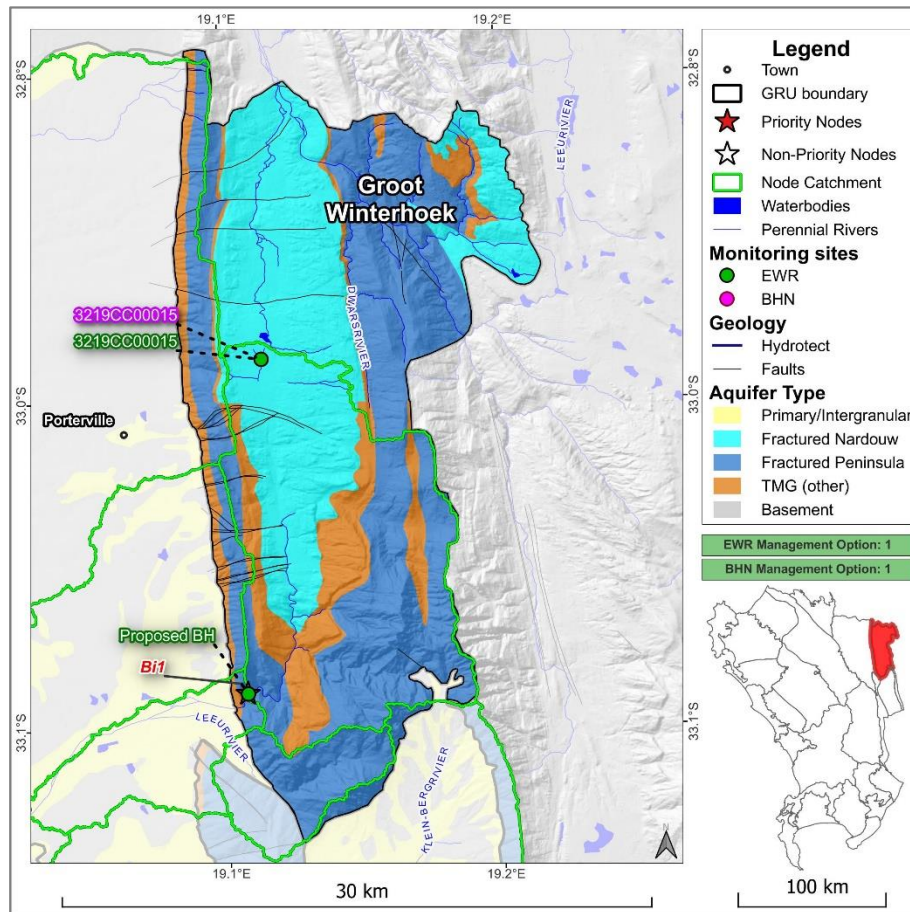 19.1°E
19.2°E
32.8°S
32.8°S
LEEURIVIER
Groot
Winterhoek
DWARSRIVIER
3219CC00015
3219CC00015
33.0°S
33.0°S
Porterville
Proposed BH
Bi1
LEEURIVIER
KLEIN-BERGRIVIER
33.1°S
33.1°S
19.1°E
19.2°E
30 km
N
Legend
Town
GRU boundary
Priority Nodes
Non-Priority Nodes
Node Catchment
Waterbodies
Perennial Rivers
Monitoring sites
EWR
BHN
Geology
Hydrotect
Faults
Aquifer Type
Primary/Intergranular
Fractured Nardouw
Fractured Peninsula
TMG (other)
Basement
EWR Management Option: 1
BHN Management Option: 1
100 km